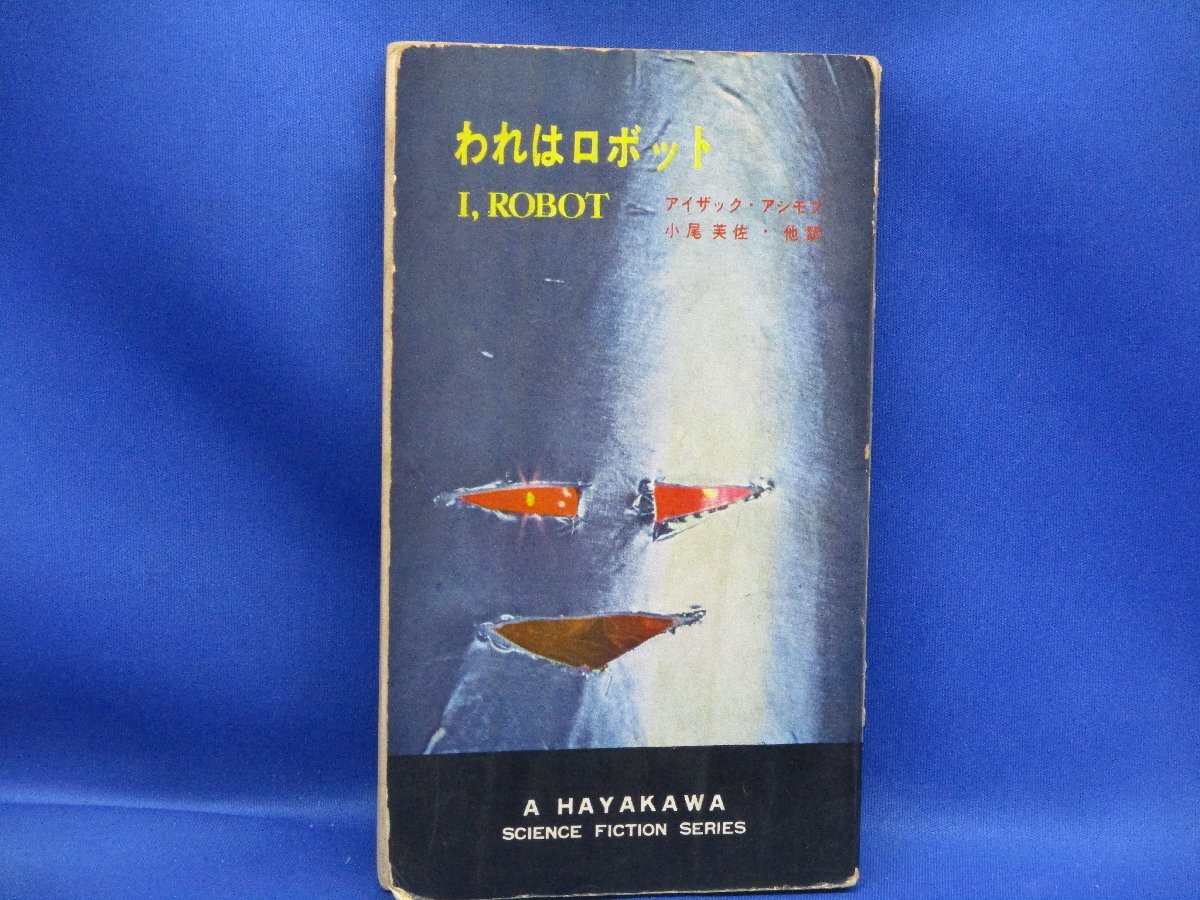 われはロボット
I, ROBOT
アイザック・アシモフ
小尾芙佐・他訳
A HAYAKAWA
SCIENCE FICTION SERIES